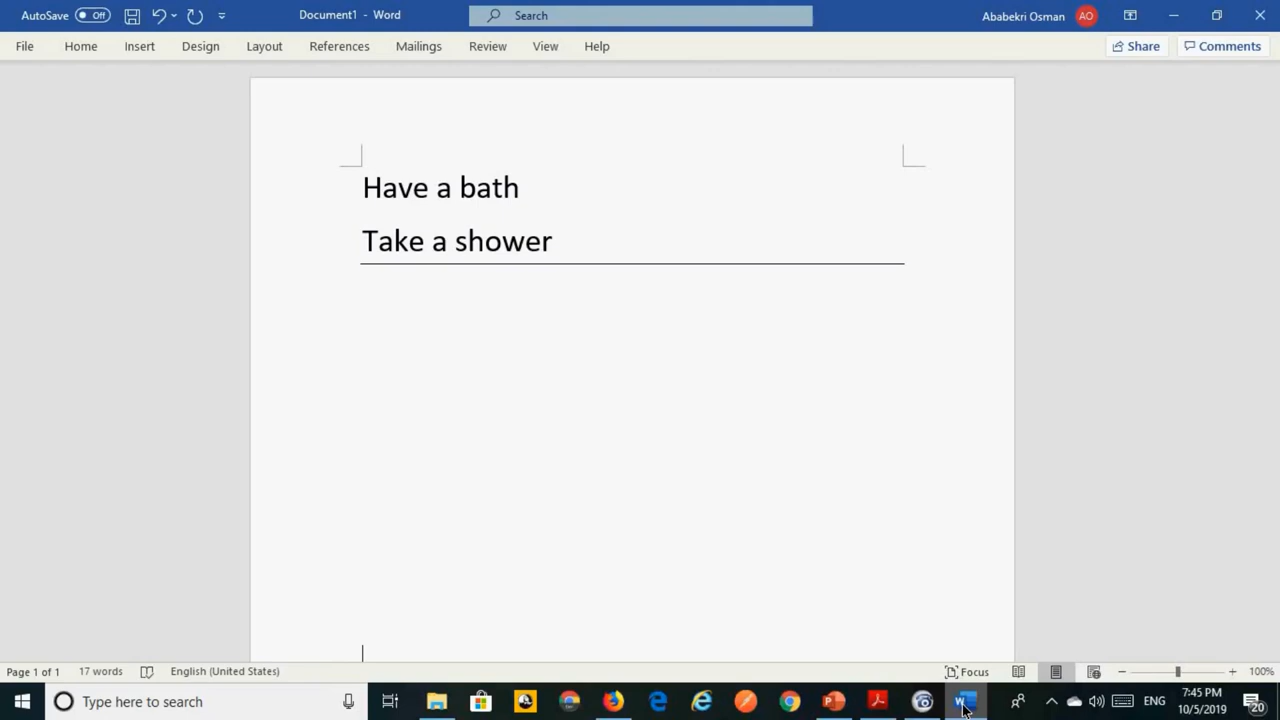 AutoSave Off Document1 - Word Search Ababekri Osman AO
File Home Insert Design Layout References Mailings Review View Help Share Comments
Have a bath
Take a shower
Page 1 of 1 17 words English (United States) Focus 100%
Type here to search ENG 7:45 PM
10/5/2019 20